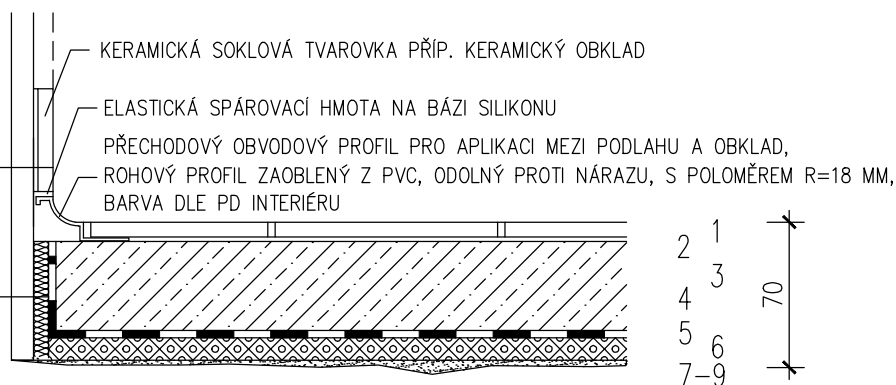 KERAMICKÁ SOKLOVÁ TVAROVKA PŘÍP. KERAMICKÝ OBKLAD
ELASTICKÁ SPÁROVACÍ HMOTA NA BÁZI SILIKONU
PŘECHODOVÝ OBVODOVÝ PROFIL PRO APLIKACI MEZI PODLAHU A OBKLAD,
ROHOVÝ PROFIL ZAOBLENÝ Z PVC, ODOLNÝ PROTI NÁRAZU, S POLOMĚREM R=18 MM,
BARVA DLE PD INTERIÉRU
1
2
3
4
5
6
7-9
70